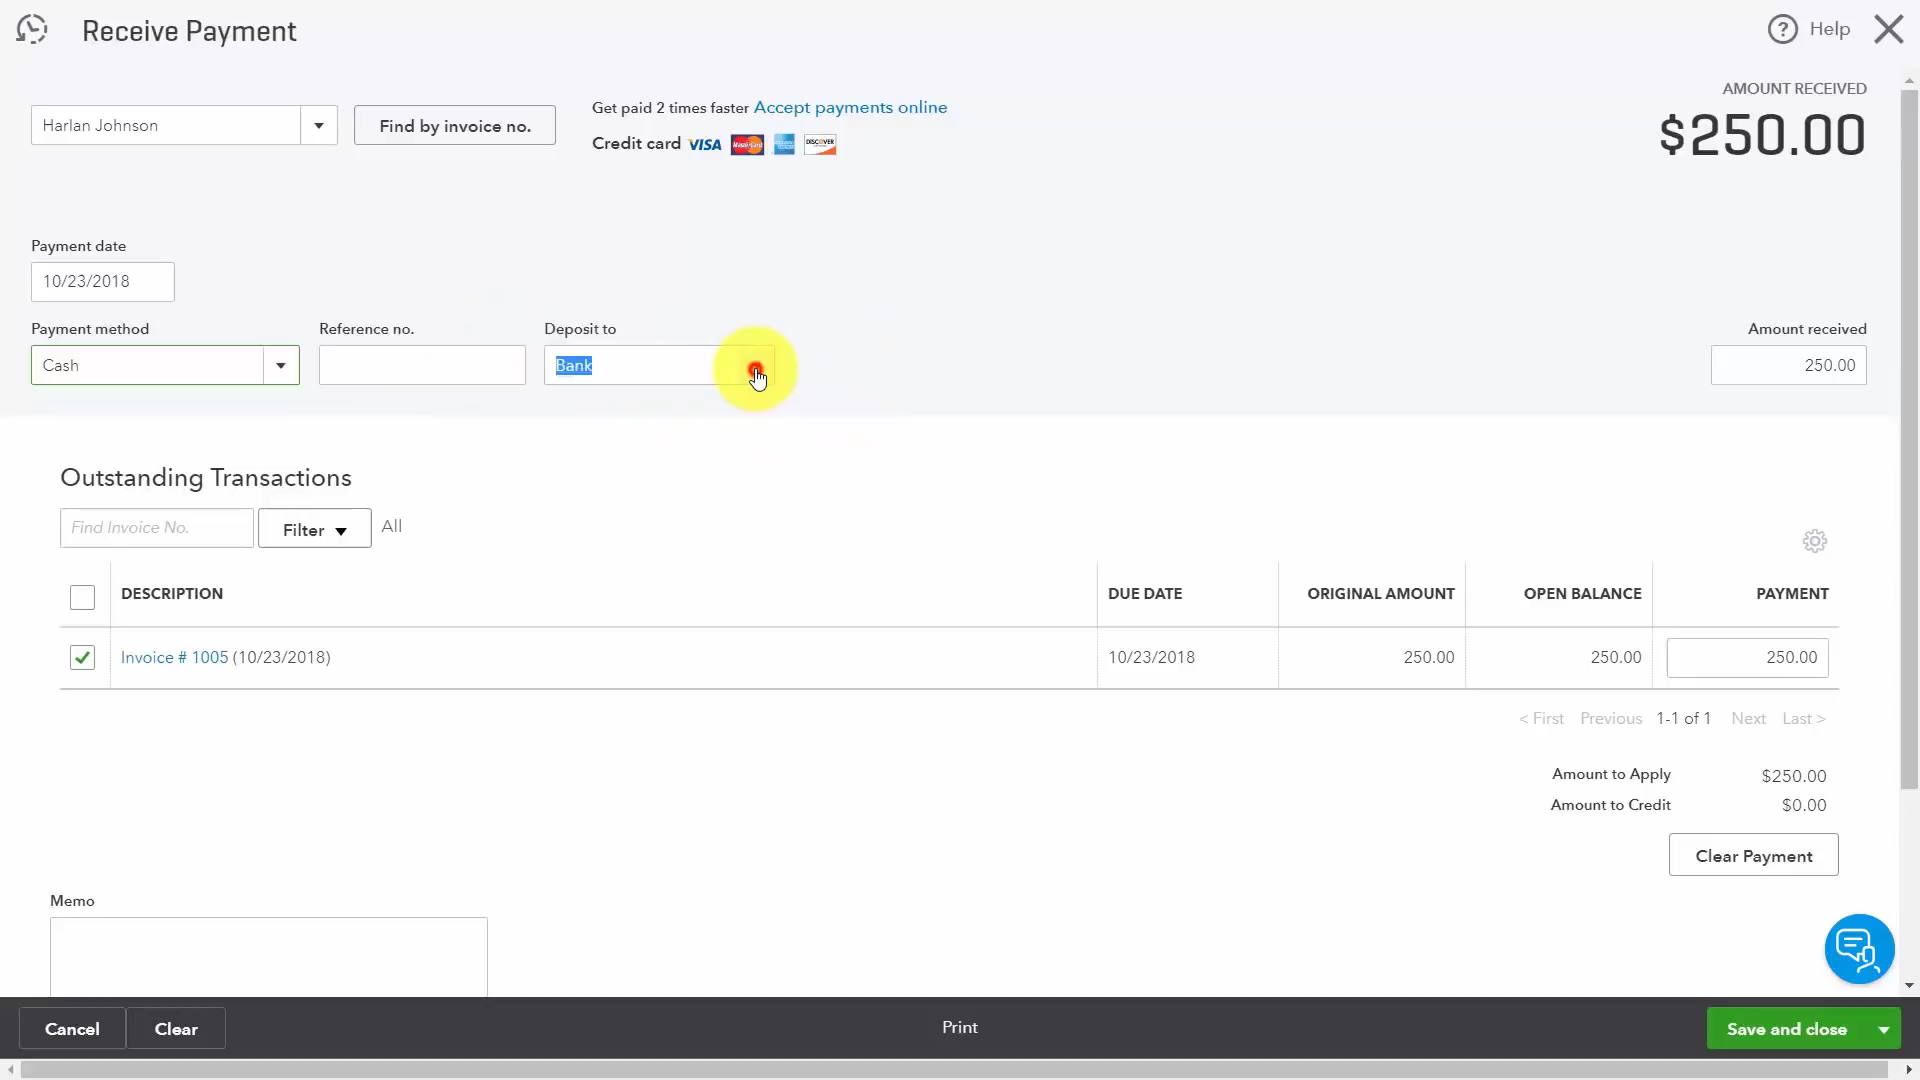 Receive Payment
? Help
AMOUNT RECEIVED
$250.00
Harlan Johnson
Find by invoice no.
Get paid 2 times faster Accept payments online
Credit card VISA MasterCard DISCOVER
Payment date
10/23/2018
Payment method
Reference no.
Deposit to
Amount received
Cash
Bank
250.00
Outstanding Transactions
Find Invoice No.
Filter
All
DESCRIPTION
DUE DATE
ORIGINAL AMOUNT
OPEN BALANCE
PAYMENT
Invoice # 1005 (10/23/2018)
10/23/2018
250.00
250.00
250.00
< First Previous 1-1 of 1 Next Last >
Amount to Apply
$250.00
Amount to Credit
$0.00
Clear Payment
Memo
Cancel
Clear
Print
Save and close